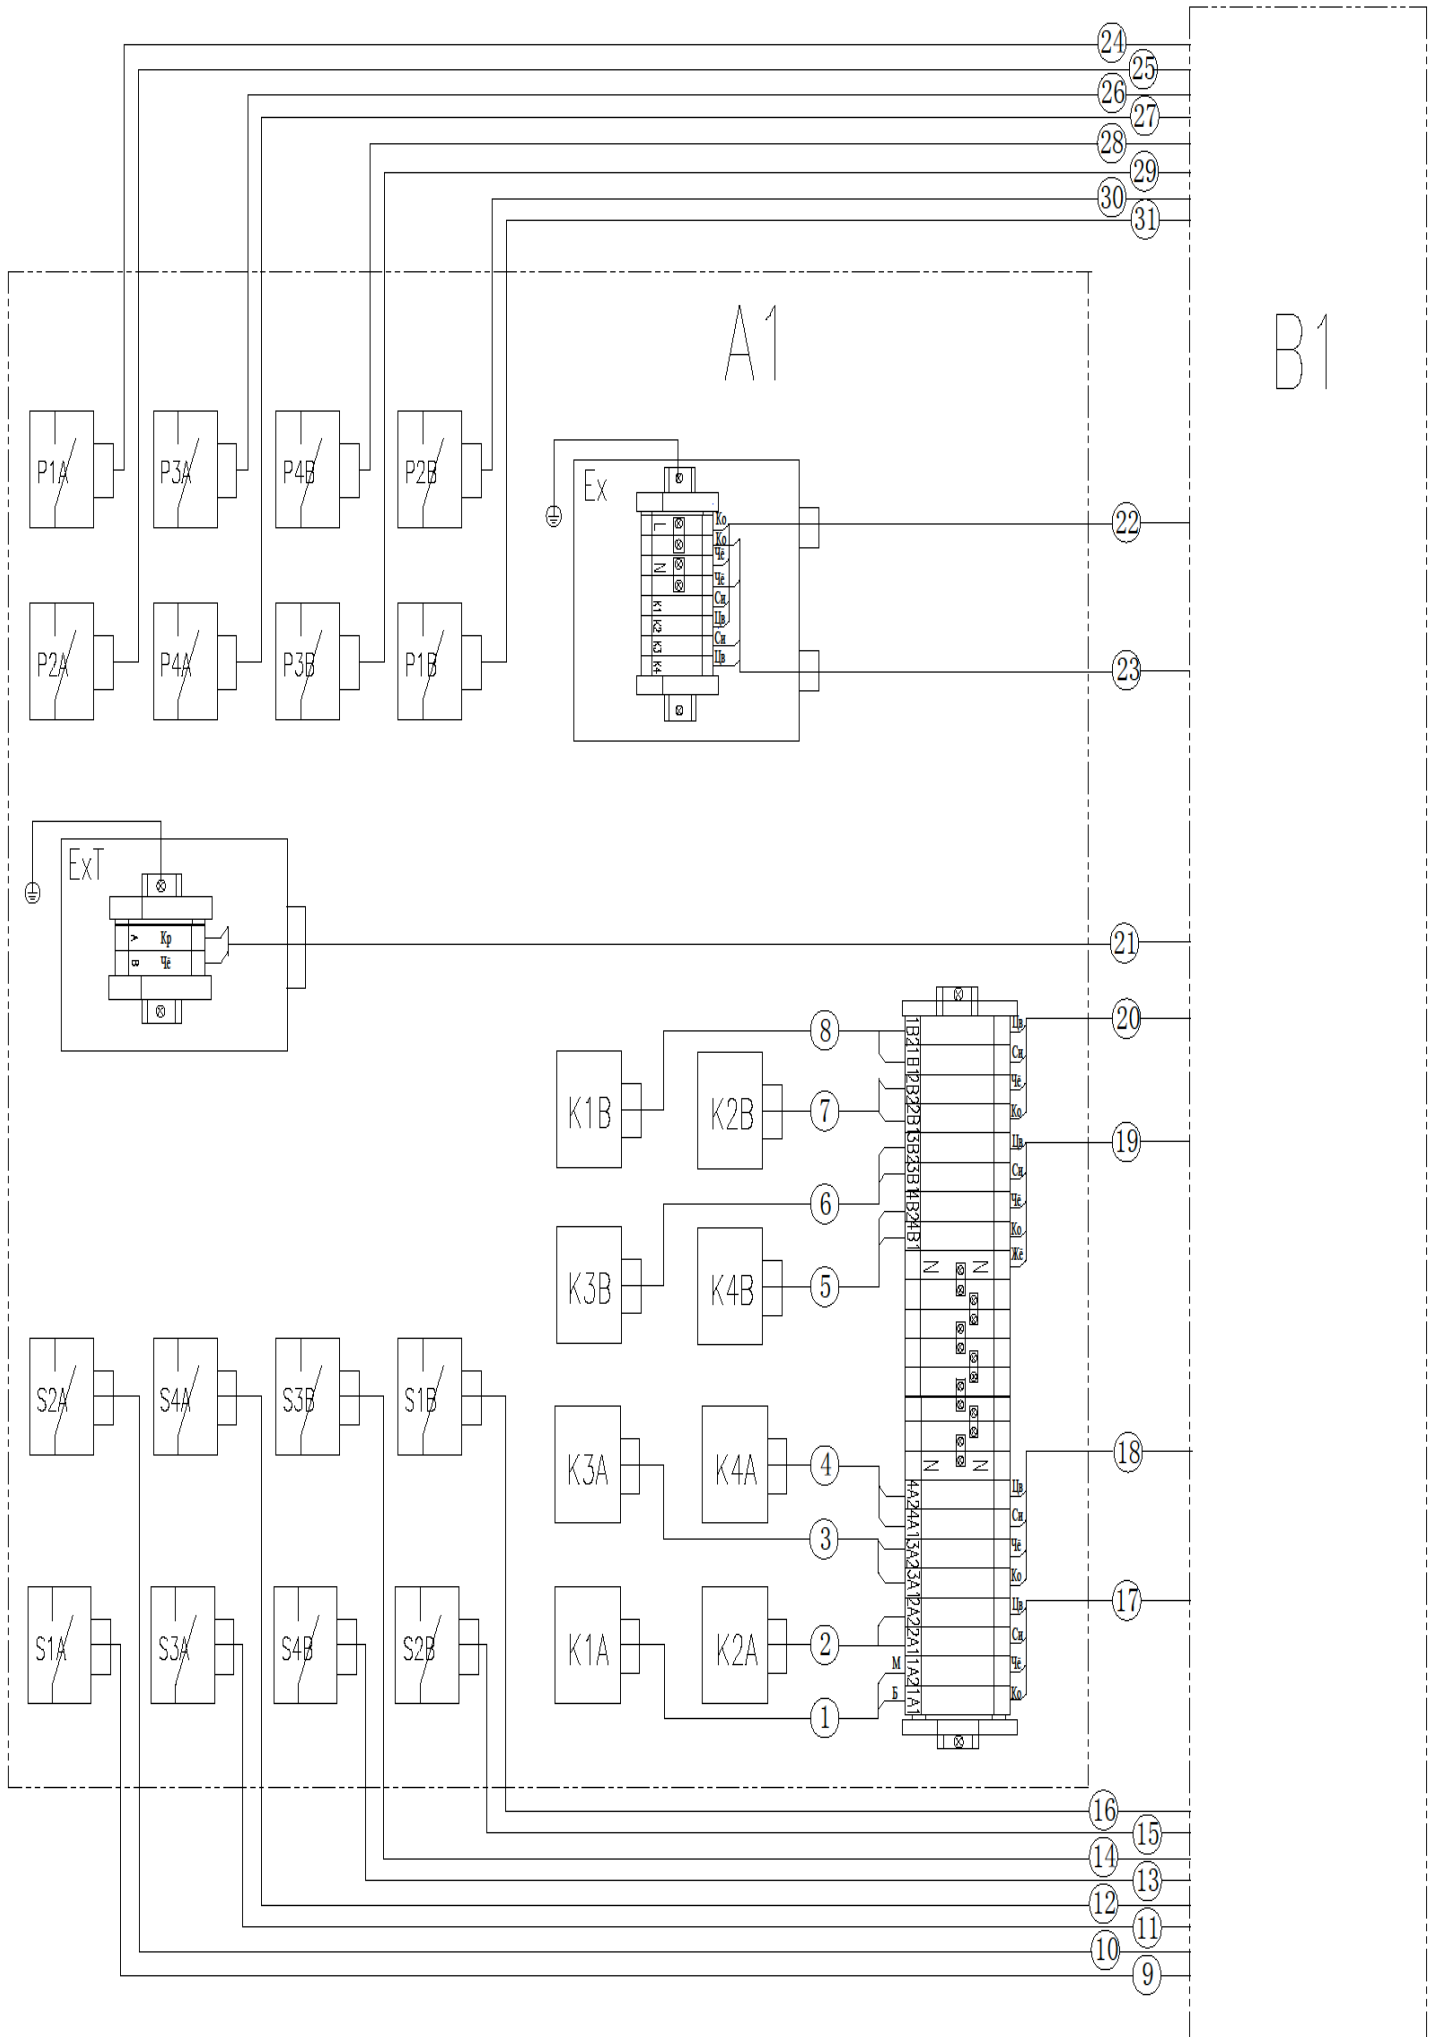 24
25
26
27
28
29
30
31
A1
B1
P1A
P3A
P4B
P2B
Ex
L
N
K1
K2
K3
K4
Ко
Ко
Чё
Чё
Си
Цв
Си
Цв
22
P2A
P4A
P3B
P1B
23
ExT
A
Кр
B
Чё
21
8
1B2
1B1
2B2
2B1
3B2
3B1
4B2
4B1
Цв
Си
Чё
Ко
20
K1B
K2B
7
Цв
Си
Чё
Ко
Жё
19
6
K3B
K4B
5
N
N
S2A
S4A
S3B
S1B
K3A
K4A
4
N
N
18
4A2
4A1
3A2
3A1
2A2
2A1
1A2
1A1
Цв
Си
Чё
Ко
3
17
Цв
Си
Чё
Ко
S1A
S3A
S4B
S2B
K1A
K2A
2
М
Б
1
16
15
14
13
12
11
10
9